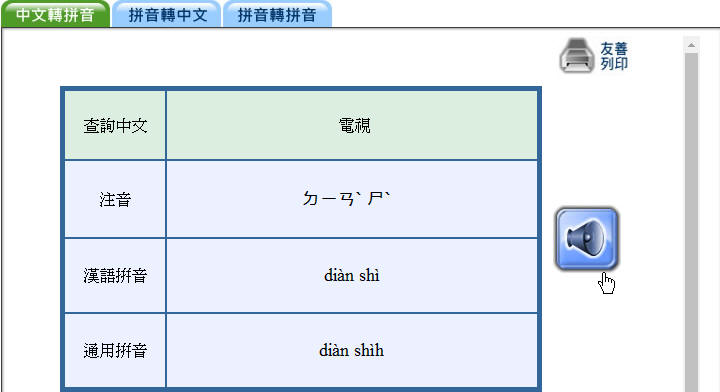 中文轉拼音 拼音轉中文 拼音轉拼音
友善
列印
查詢中文 電視
注音 ㄉㄧㄢˋ ㄕˋ
漢語拼音 diàn shì
通用拼音 diàn shìh